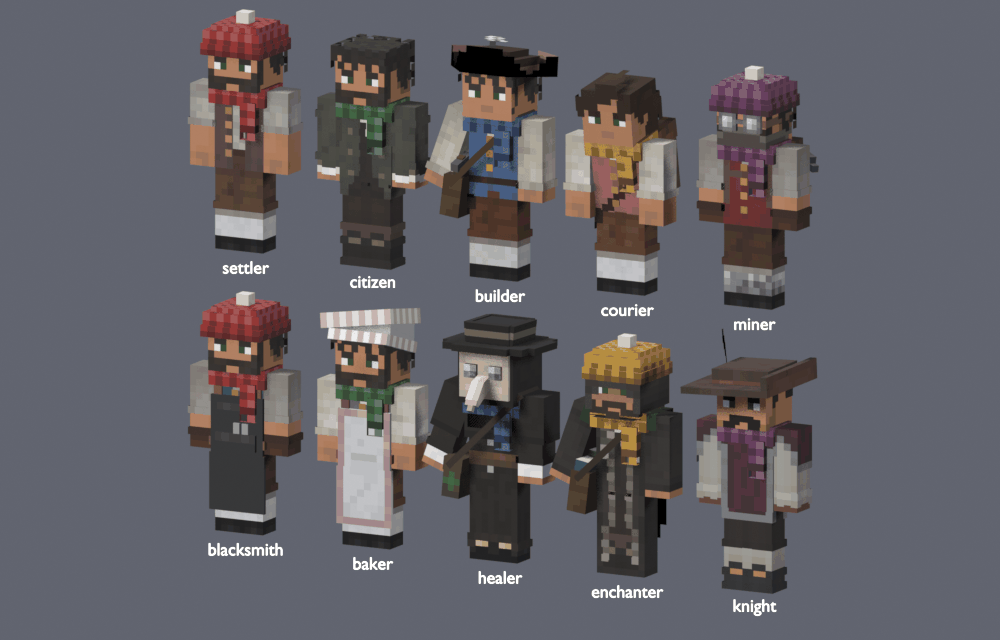 settler
citizen
builder
courier
miner
blacksmith
baker
healer
enchanter
knight